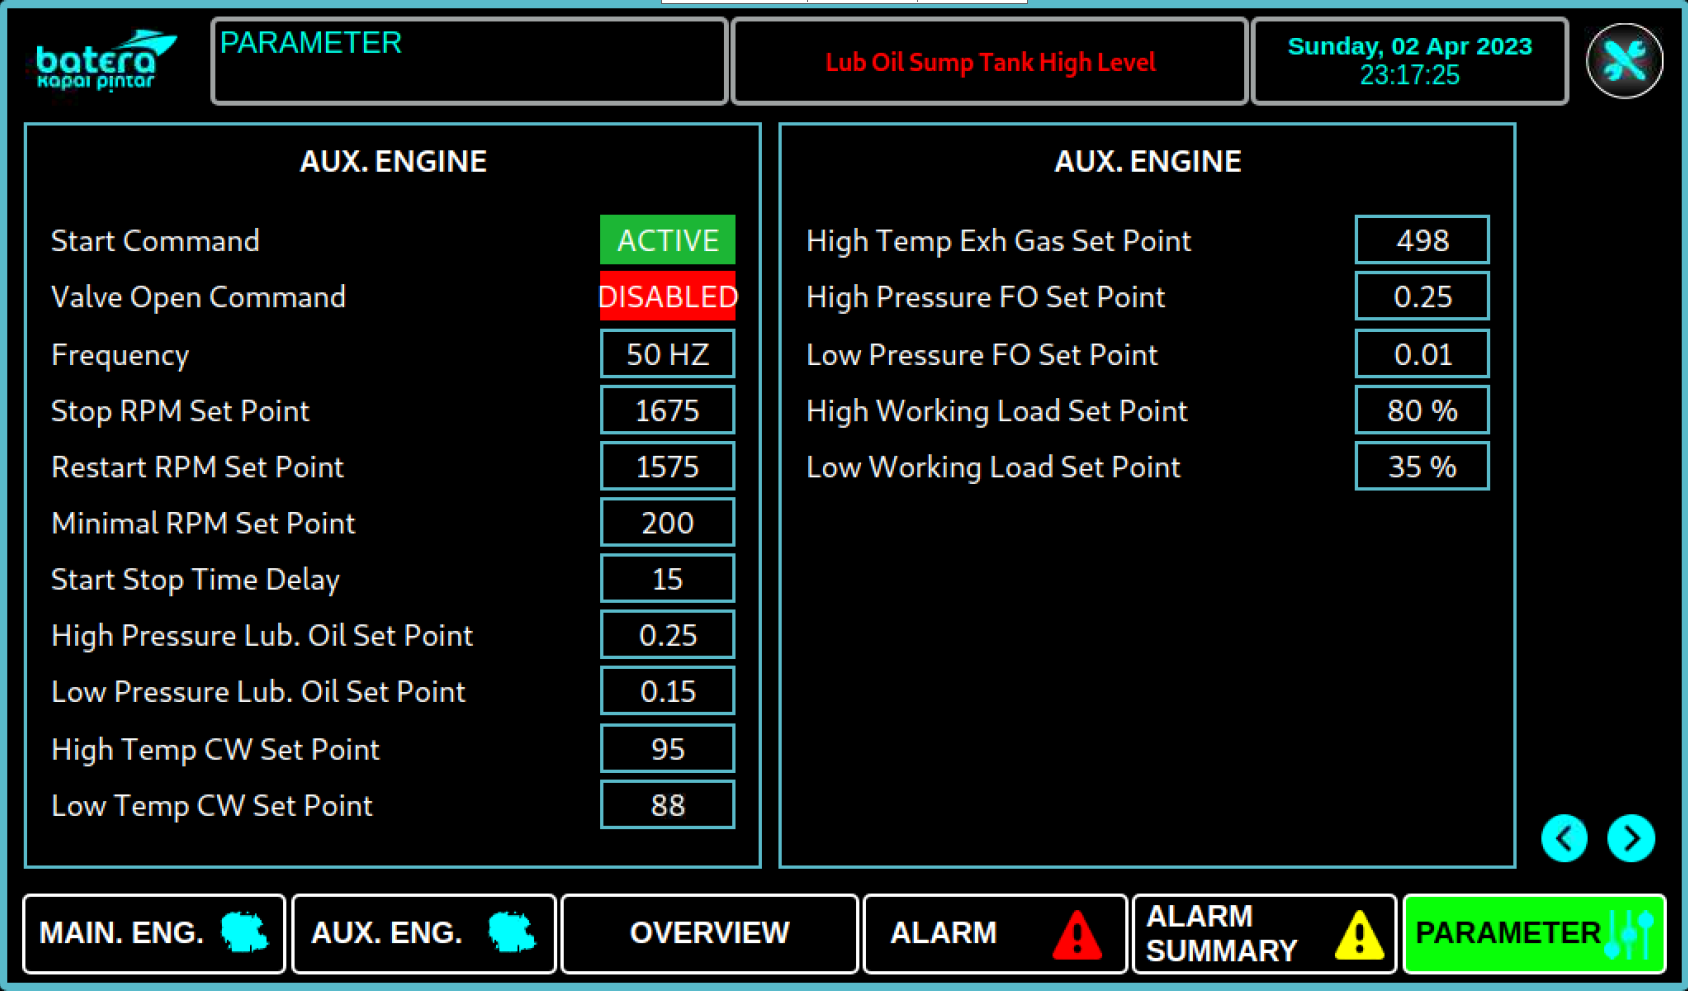 batera
kapal pintar
PARAMETER
Lub Oil Sump Tank High Level
Sunday, 02 Apr 2023
23:17:25
AUX. ENGINE
Start Command ACTIVE
Valve Open Command DISABLED
Frequency 50 HZ
Stop RPM Set Point 1675
Restart RPM Set Point 1575
Minimal RPM Set Point 200
Start Stop Time Delay 15
High Pressure Lub. Oil Set Point 0.25
Low Pressure Lub. Oil Set Point 0.15
High Temp CW Set Point 95
Low Temp CW Set Point 88
AUX. ENGINE
High Temp Exh Gas Set Point 498
High Pressure FO Set Point 0.25
Low Pressure FO Set Point 0.01
High Working Load Set Point 80 %
Low Working Load Set Point 35 %
MAIN. ENG.
AUX. ENG.
OVERVIEW
ALARM
ALARM
SUMMARY
PARAMETER